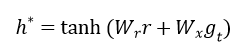 h* = tanh (W_r r + W_x g_t)